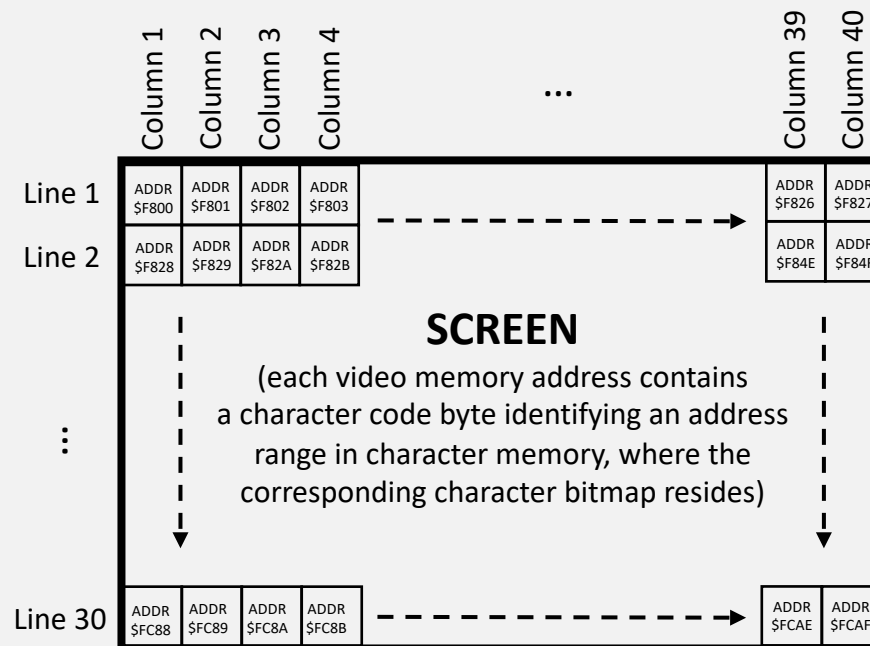 Column 1 Column 2 Column 3 Column 4 ... Column 39 Column 40
Line 1 ADDR $F800 ADDR $F801 ADDR $F802 ADDR $F803 ADDR $F826 ADDR $F827
Line 2 ADDR $F828 ADDR $F829 ADDR $F82A ADDR $F82B ADDR $F84E ADDR $F84F
SCREEN
(each video memory address contains
a character code byte identifying an address
range in character memory, where the
corresponding character bitmap resides)
...
Line 30 ADDR $FC88 ADDR $FC89 ADDR $FC8A ADDR $FC8B ADDR $FCAE ADDR $FCAF